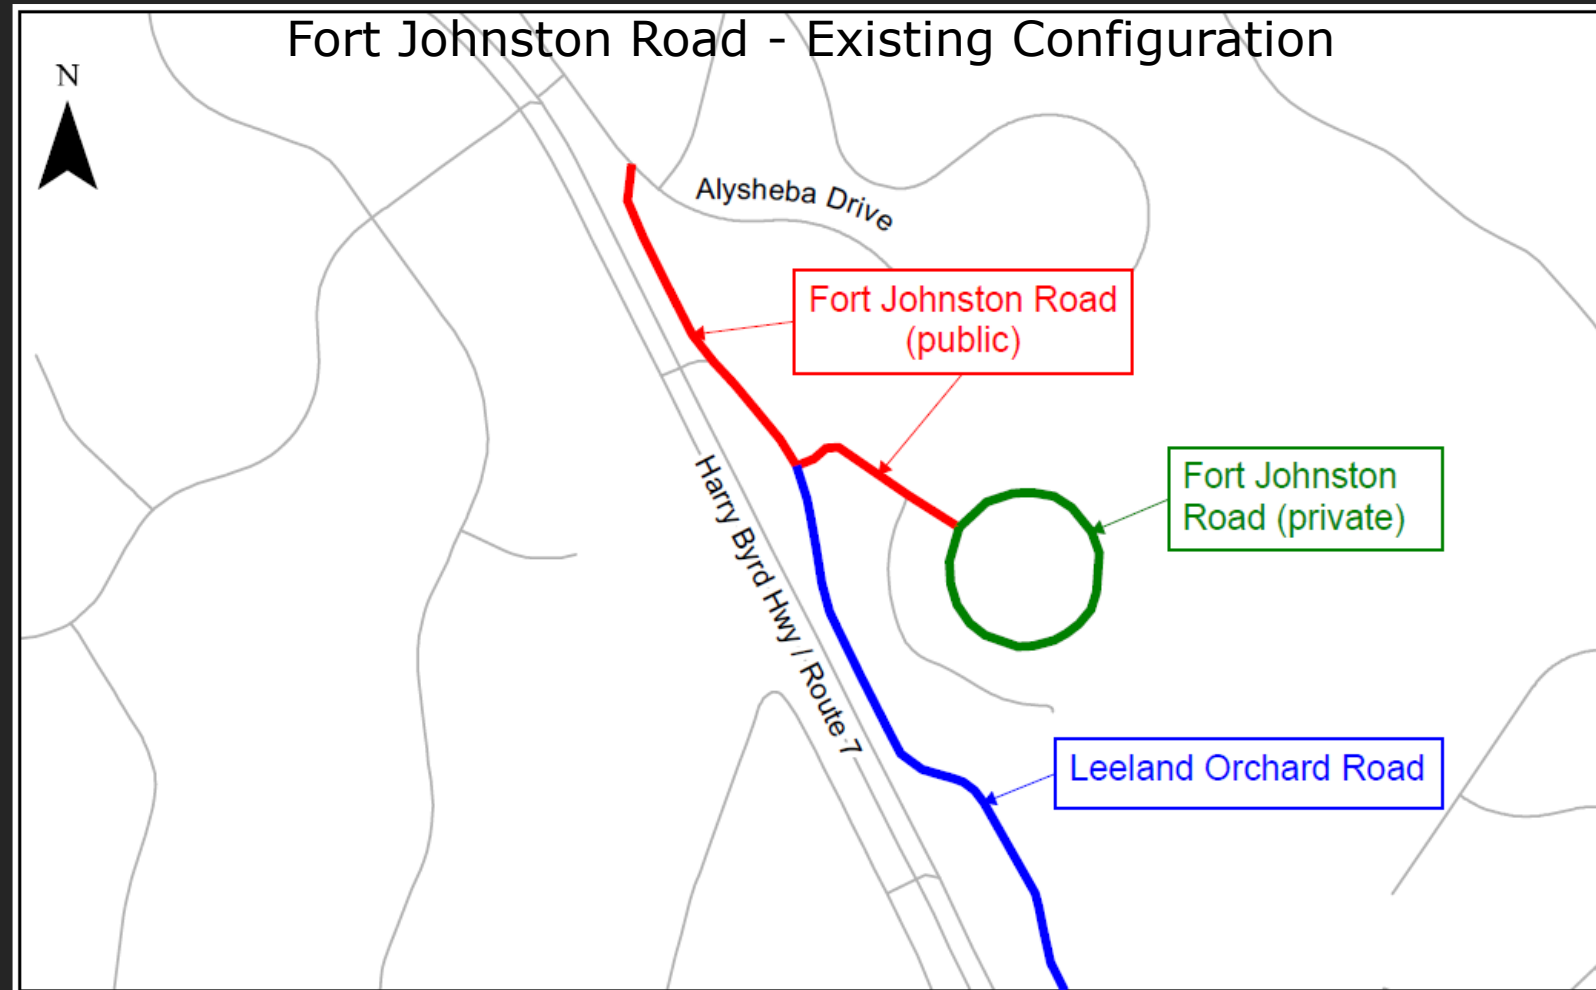 Fort Johnston Road - Existing Configuration
N
Alysheba Drive
Fort Johnston Road
(public)
Fort Johnston
Road (private)
Harry Byrd Hwy / Route 7
Leeland Orchard Road